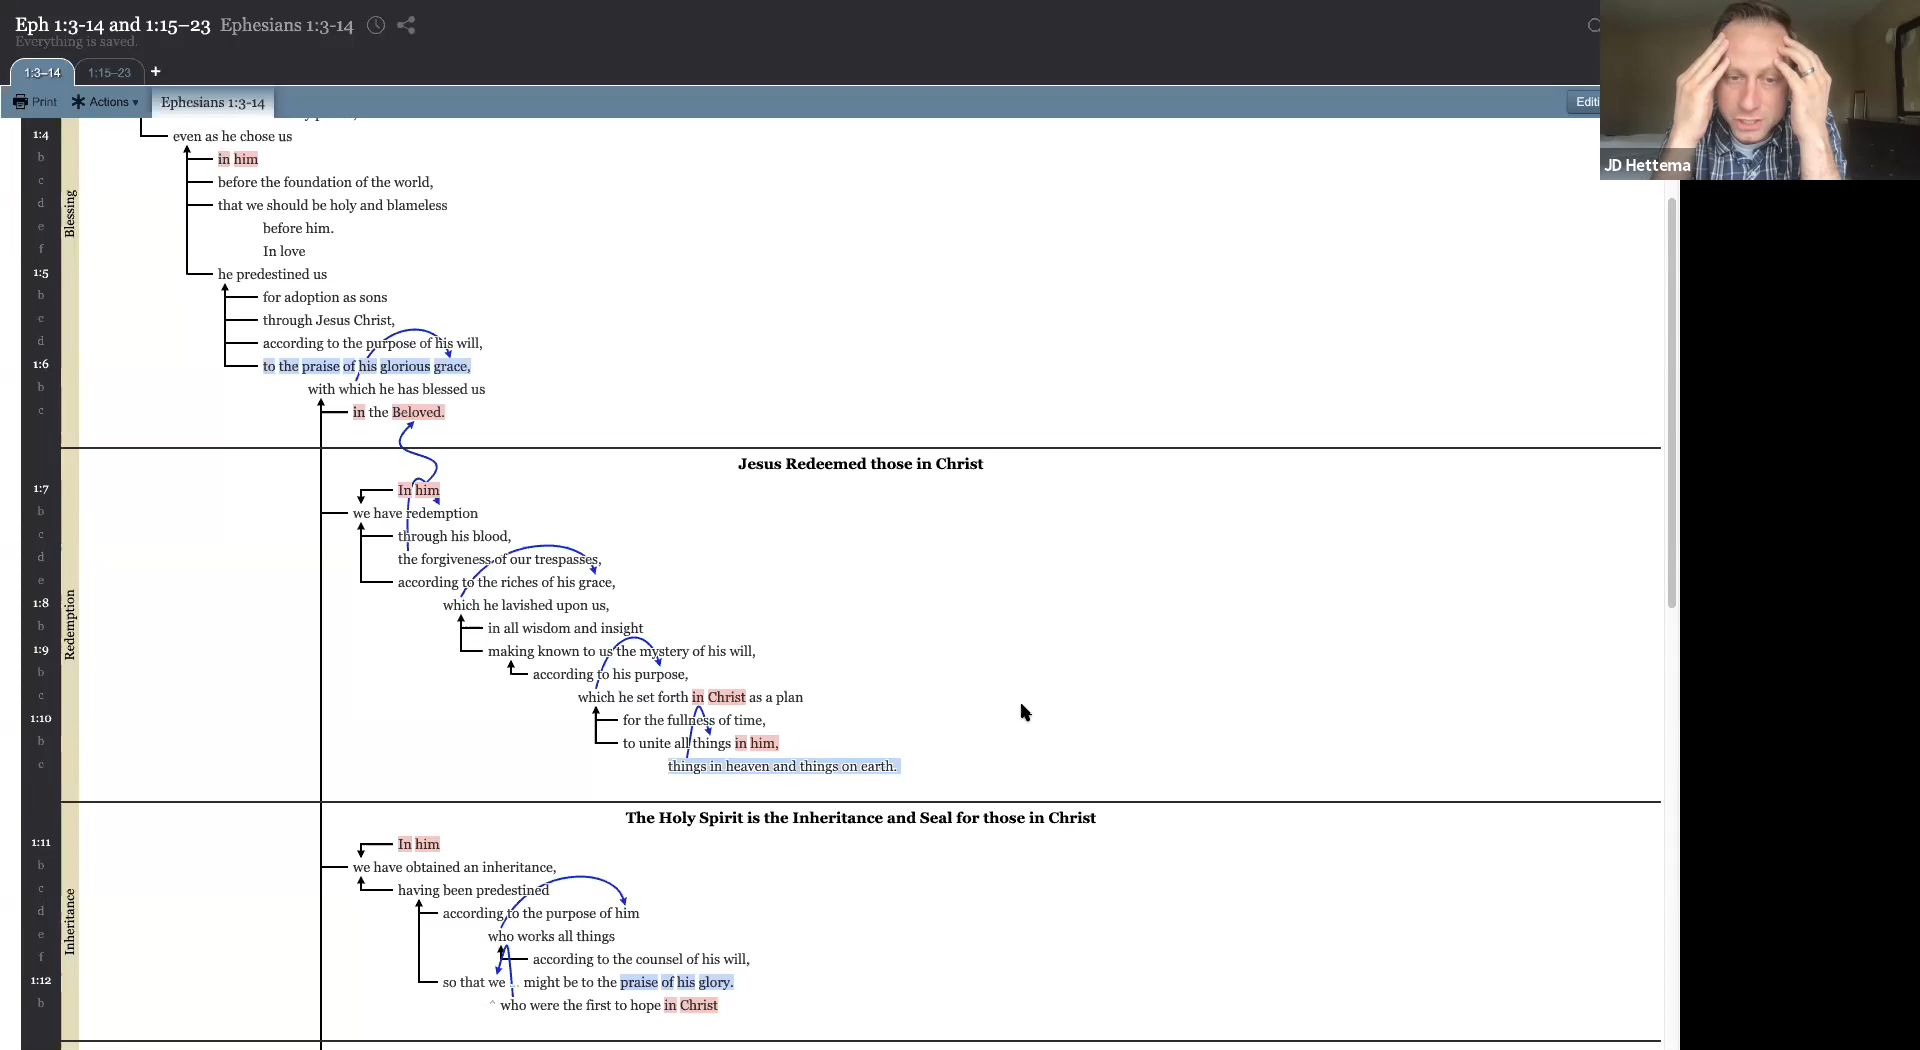 Eph 1:3-14 and 1:15–23 Ephesians 1:3-14
Everything is saved.
1:3–14 1:15–23 +
Print Actions ▾ Ephesians 1:3-14 Editi
JD Hettema
Blessing
1:4 even as he chose us
b in him
c before the foundation of the world,
d that we should be holy and blameless
e before him.
f In love
1:5 he predestined us
b for adoption as sons
c through Jesus Christ,
d according to the purpose of his will,
1:6 to the praise of his glorious grace,
b with which he has blessed us
c in the Beloved.
Jesus Redeemed those in Christ
Redemption
1:7 In him
b we have redemption
c through his blood,
d the forgiveness of our trespasses,
e according to the riches of his grace,
1:8 which he lavished upon us,
b in all wisdom and insight
1:9 making known to us the mystery of his will,
b according to his purpose,
c which he set forth in Christ as a plan
1:10 for the fullness of time,
b to unite all things in him,
c things in heaven and things on earth.
The Holy Spirit is the Inheritance and Seal for those in Christ
Inheritance
1:11 In him
b we have obtained an inheritance,
c having been predestined
d according to the purpose of him
e who works all things
f according to the counsel of his will,
1:12 so that we ... might be to the praise of his glory.
b ^ who were the first to hope in Christ